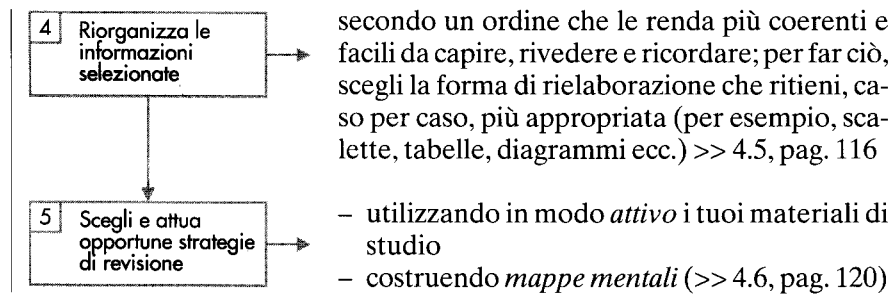 4 Riorganizza le
informazioni
selezionate
secondo un ordine che le renda più coerenti e
facili da capire, rivedere e ricordare; per far ciò,
scegli la forma di rielaborazione che ritieni, ca-
so per caso, più appropriata (per esempio, sca-
lette, tabelle, diagrammi ecc.) >> 4.5, pag. 116
5 Scegli e attua
opportune strategie
di revisione
– utilizzando in modo attivo i tuoi materiali di
studio
– costruendo mappe mentali (>> 4.6, pag. 120)